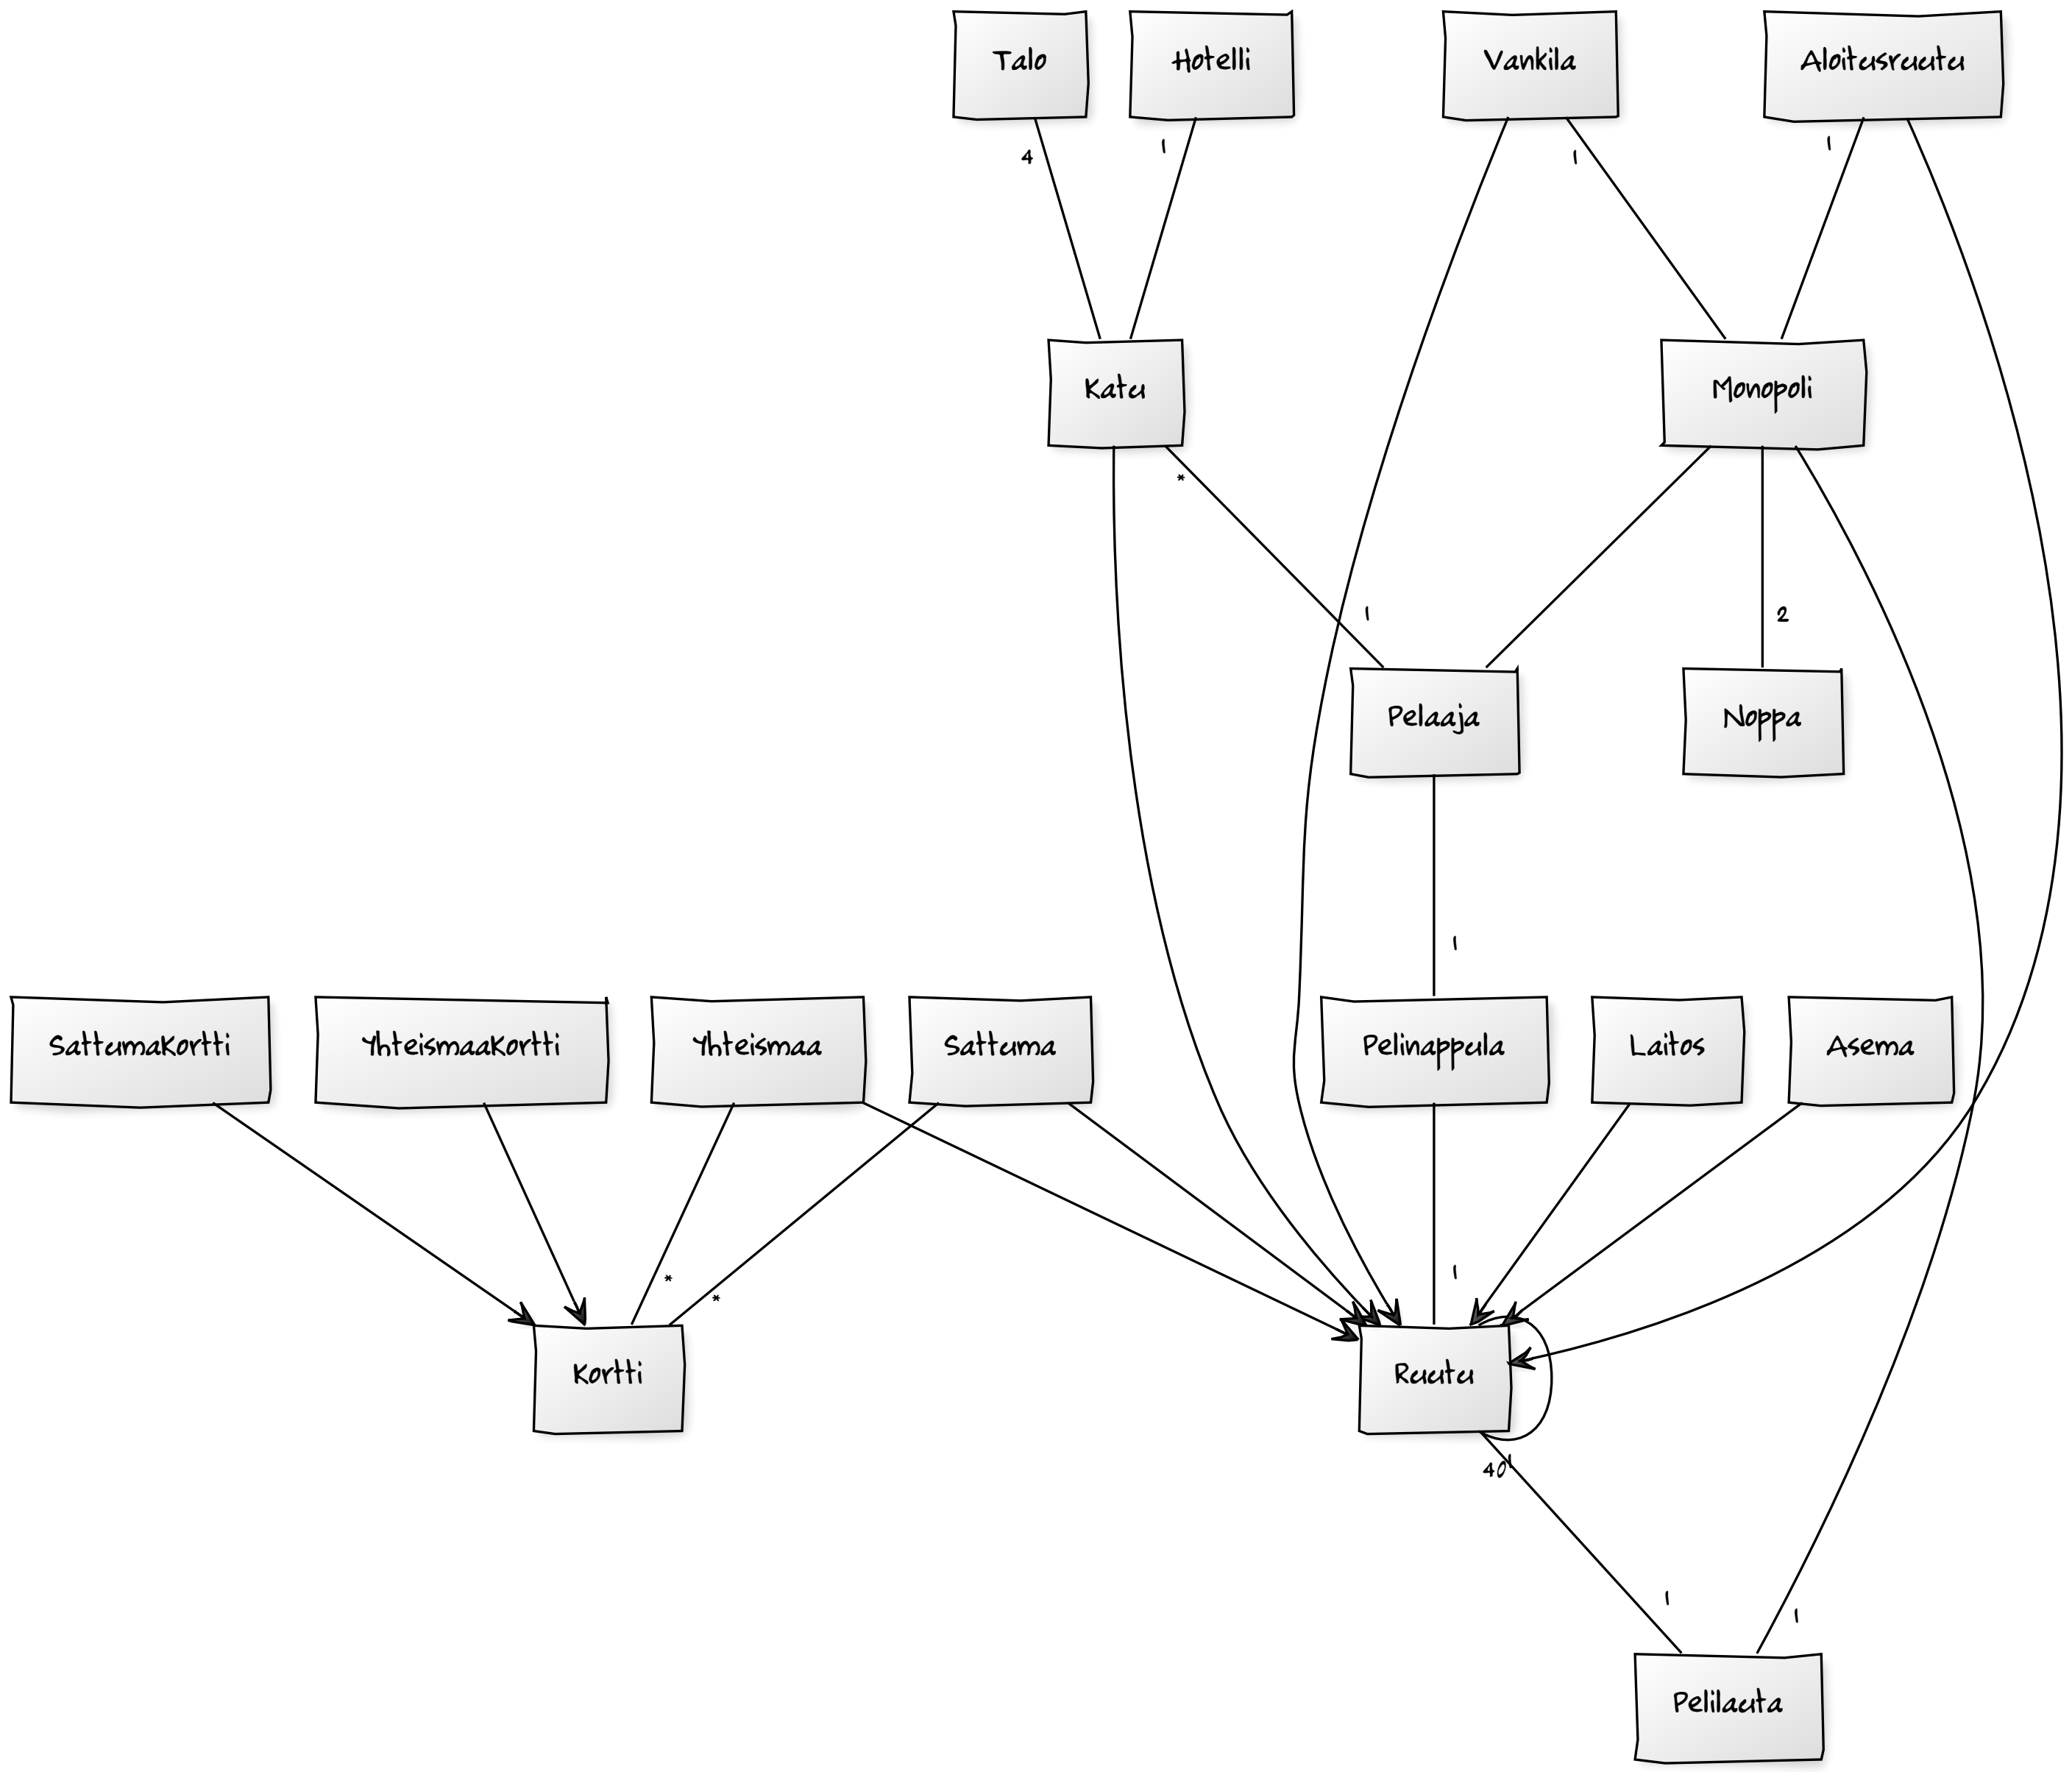 Talo
Hotelli
Vankila
Aloitusruutu
4
1
1
1
Katu
Monopoli
*
1
2
Pelaaja
Noppa
1
SattumaKortti
YhteismaaKortti
Yhteismaa
Sattuma
Pelinappula
Laitos
Asema
*
*
1
Kortti
Ruutu
40
1
1
1
Pelilauta